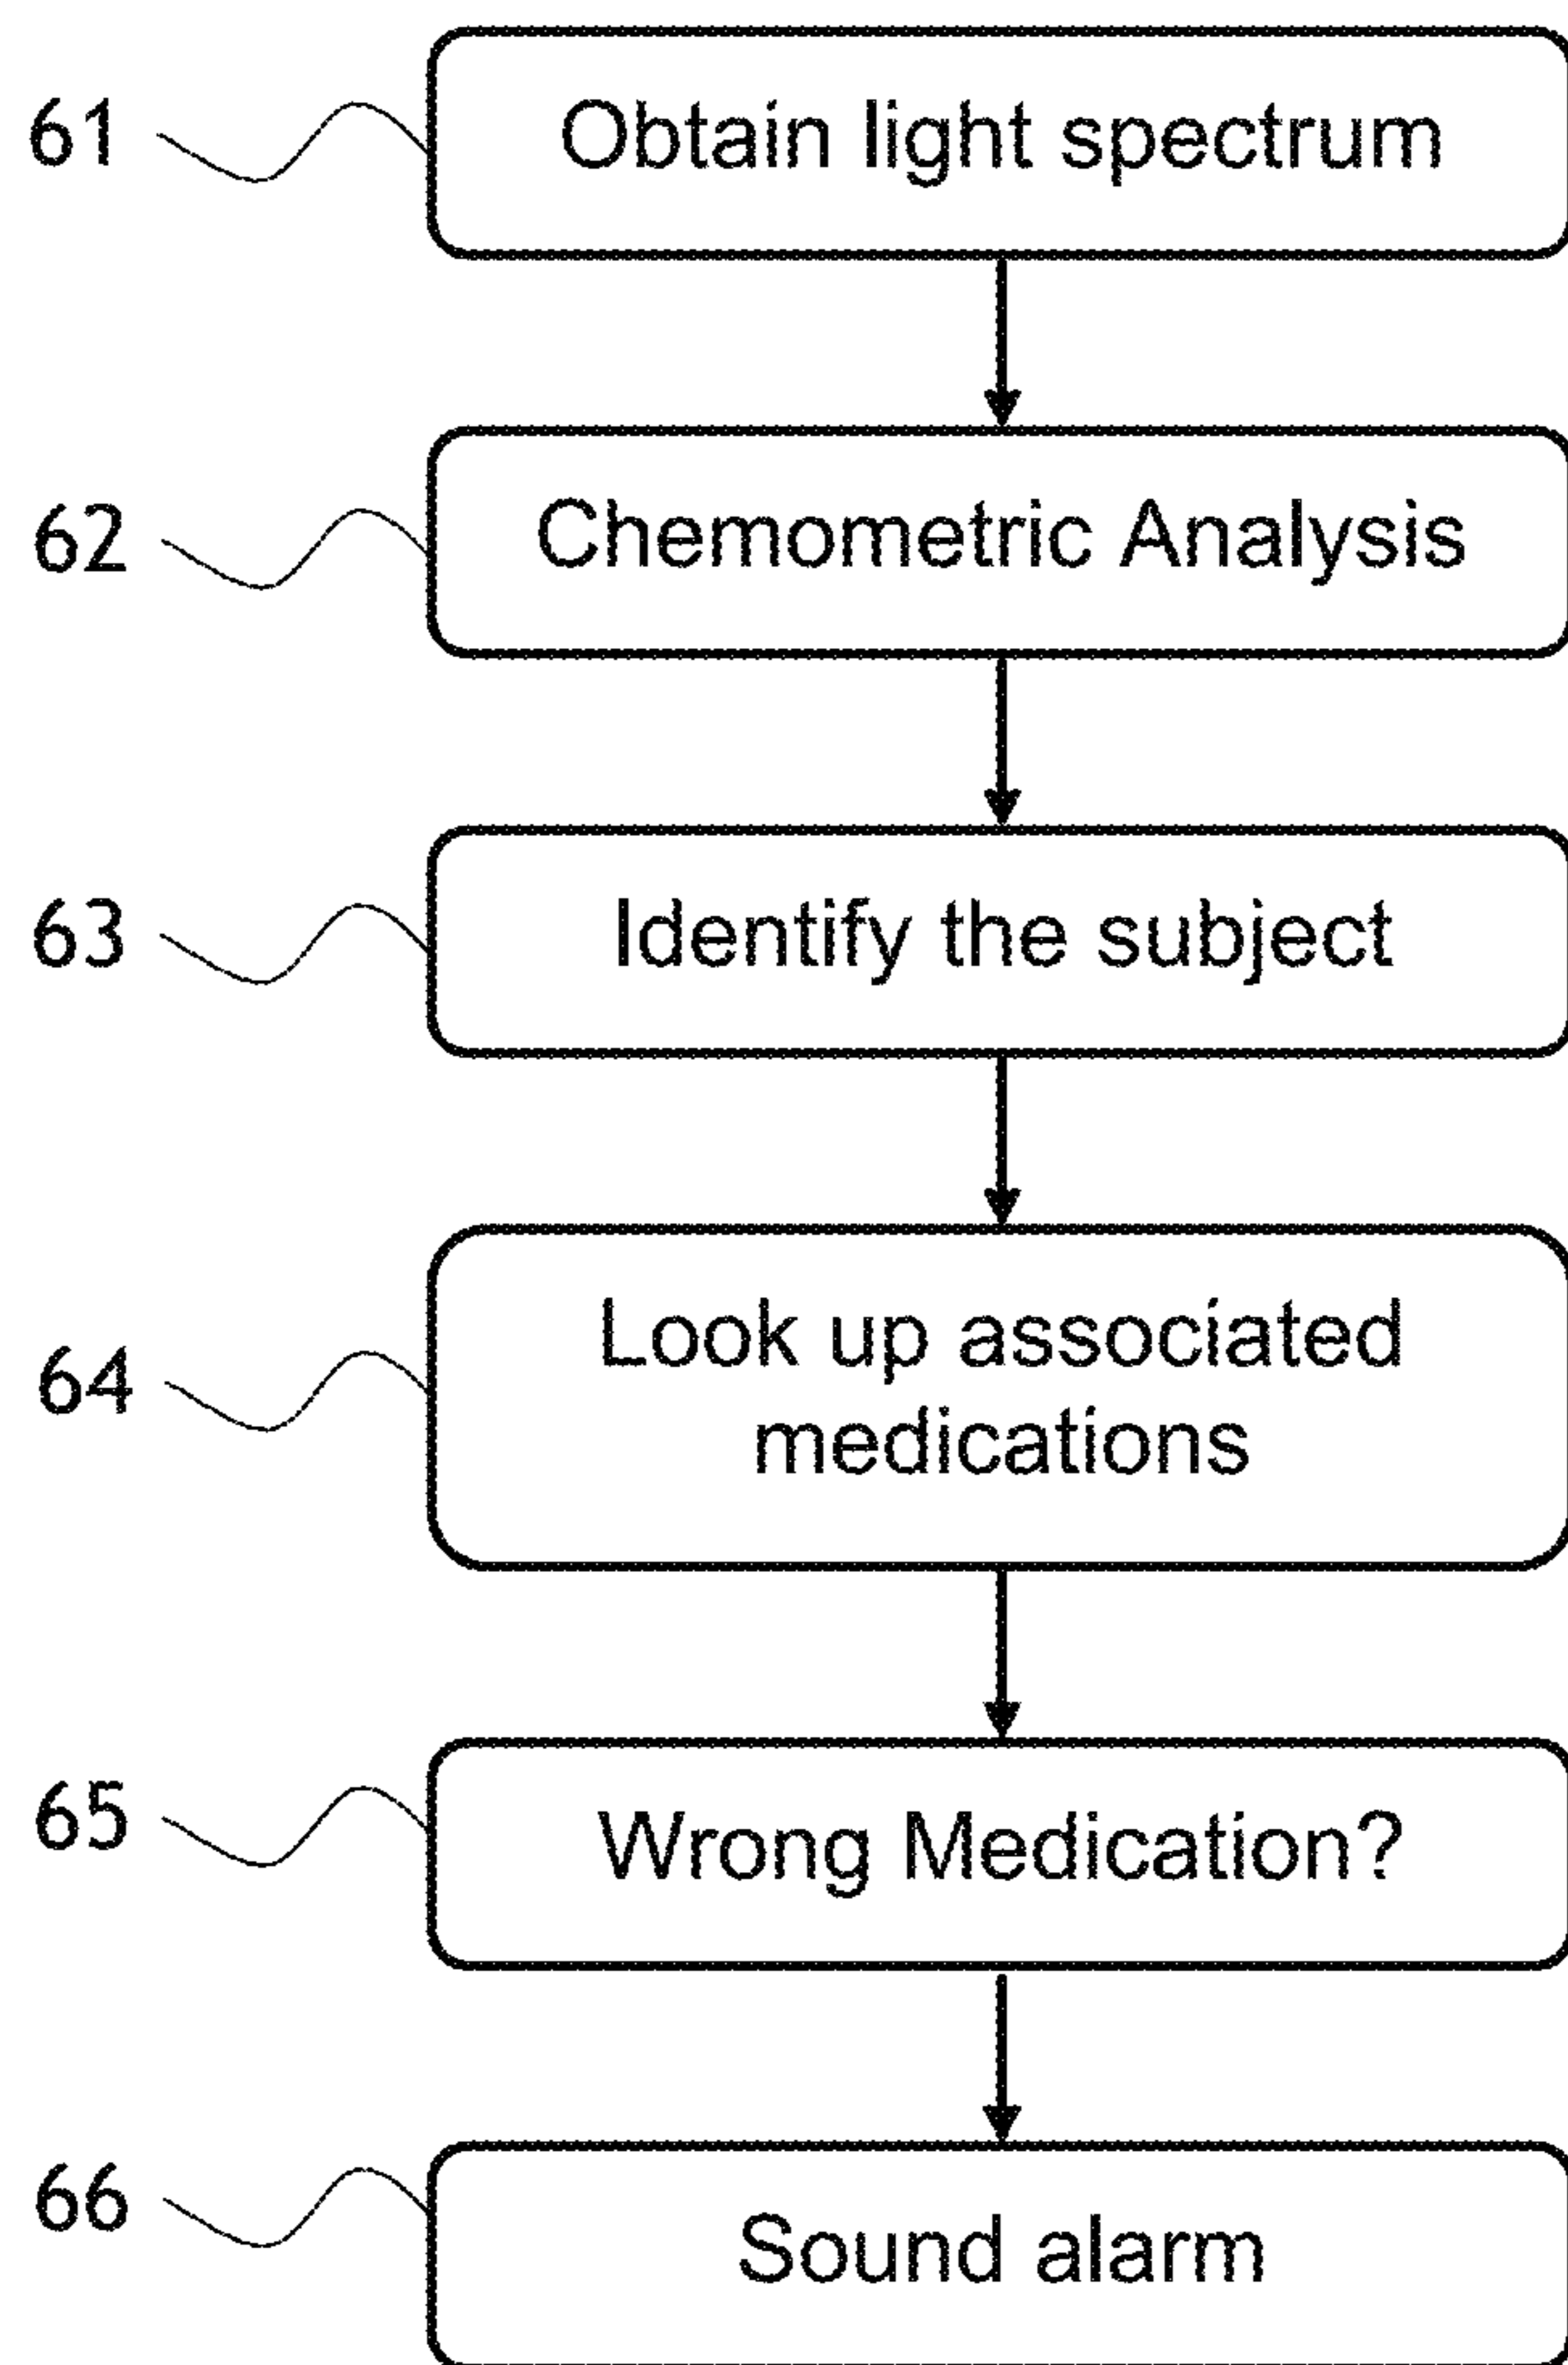 61 Obtain light spectrum
62 Chemometric Analysis
63 Identify the subject
Look up associated
64
medications
65 Wrong Medication?
66 Sound alarm